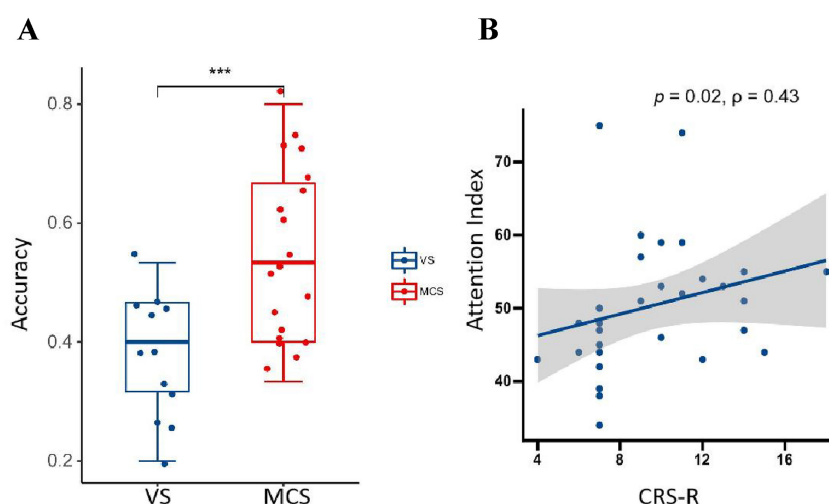 A
***
0.8
0.6
0.4
0.2
Accuracy
VS
MCS
VS
MCS
B
p = 0.02, ρ = 0.43
70
60
50
40
Attention Index
4
8
12
16
CRS-R